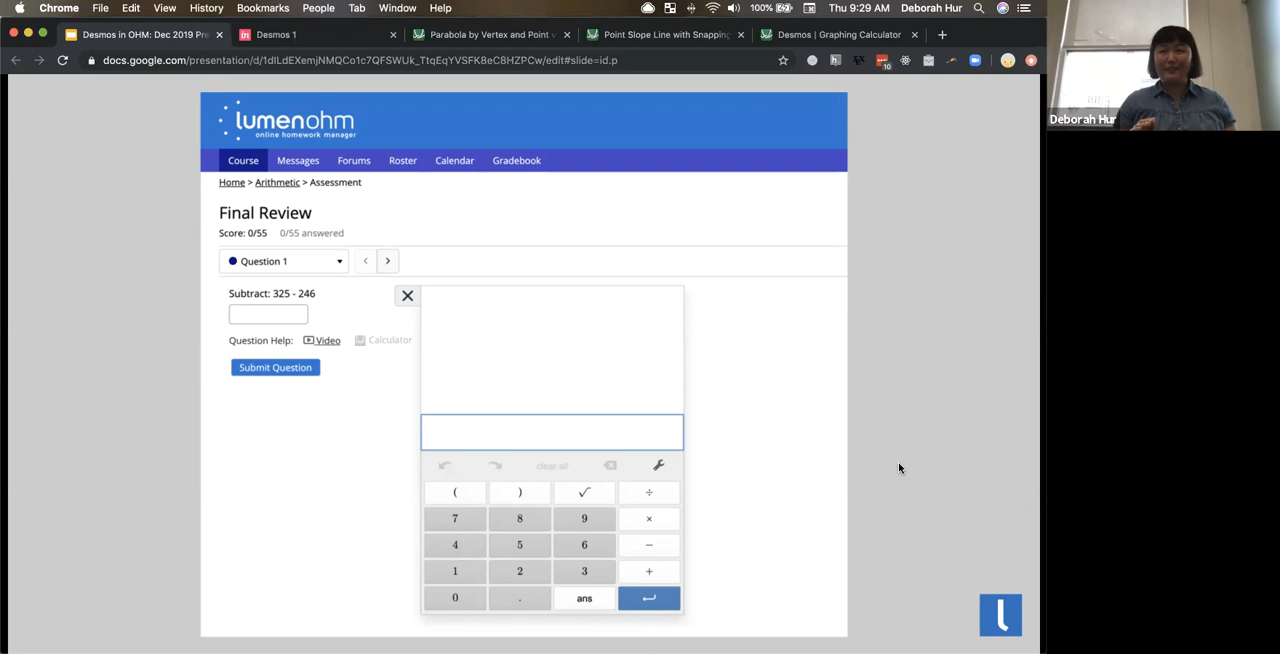 Chrome File Edit View History Bookmarks People Tab Window Help 100% Thu 9:29 AM Deborah Hur
Desmos in OHM: Dec 2019 Pre × Desmos 1 × Parabola by Vertex and Point v × Point Slope Line with Snapping × Desmos | Graphing Calculator × +
docs.google.com/presentation/d/1dlLdEXemjNMQCo1c7QFSWUk_TtqEqYVSFK8eC8HZPCw/edit#slide=id.p 10
Deborah Hur
lumenohm
online homework manager
Course Messages Forums Roster Calendar Gradebook
Home > Arithmetic > Assessment
Final Review
Score: 0/55 0/55 answered
Question 1 < >
Subtract: 325 - 246
Question Help: Video Calculator
Submit Question
clear all
( ) √ ÷
7 8 9 ×
4 5 6 −
1 2 3 +
0 . ans